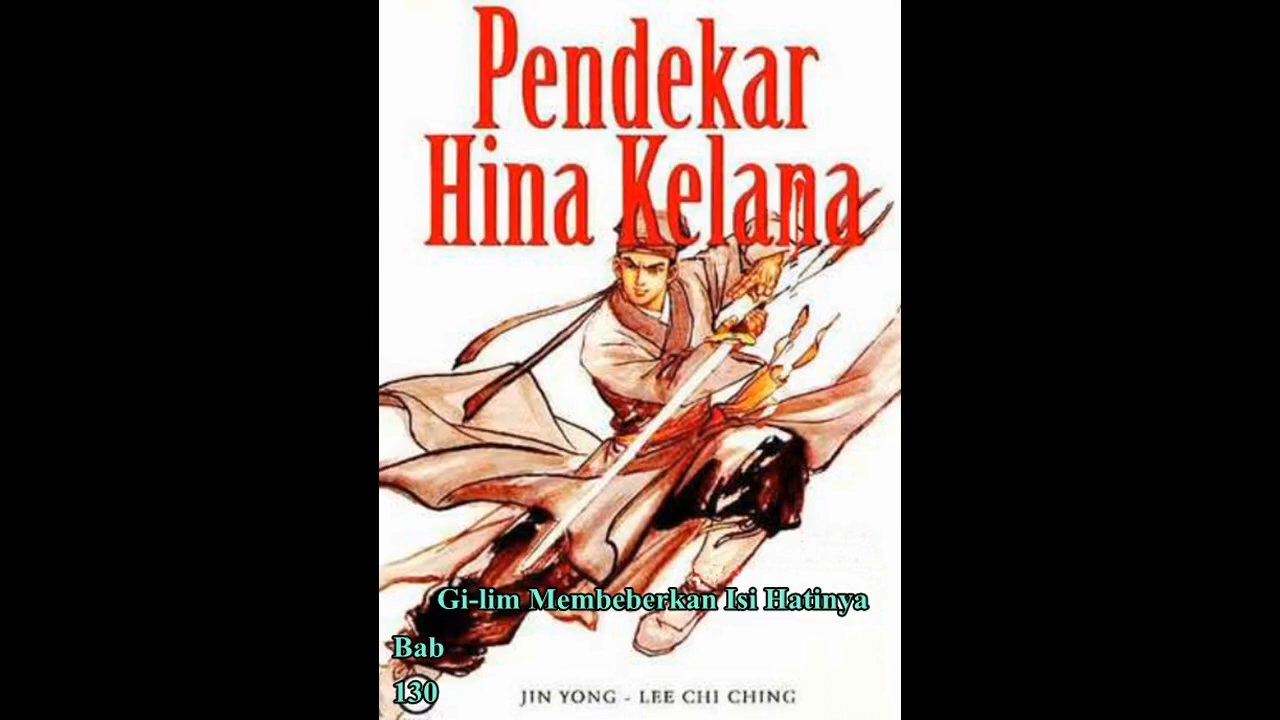 Pendekar
Hina Kelana
Gi-lim Membeberkan Isi Hatinya
Bab
130
JIN YONG - LEE CHI CHING